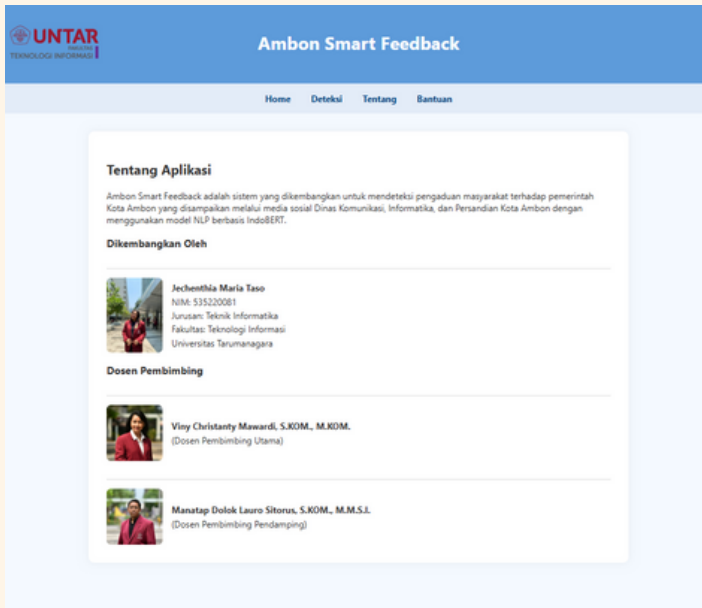 UNTAR
FAKULTAS
TEKNOLOGI INFORMASI
Ambon Smart Feedback
Home Deteksi Tentang Bantuan
Tentang Aplikasi
Ambon Smart Feedback adalah sistem yang dikembangkan untuk mendeteksi pengaduan masyarakat terhadap pemerintah
Kota Ambon yang disampaikan melalui media sosial Dinas Komunikasi, Informatika, dan Persandian Kota Ambon dengan
menggunakan model NLP berbasis IndoBERT.
Dikembangkan Oleh
Jechenthia Maria Taso
NIM: 535220081
Jurusan: Teknik Informatika
Fakultas: Teknologi Informasi
Universitas Tarumanagara
Dosen Pembimbing
Viny Christanty Mawardi, S.KOM., M.KOM.
(Dosen Pembimbing Utama)
Manatap Dolok Lauro Sitorus, S.KOM., M.M.S.I.
(Dosen Pembimbing Pendamping)